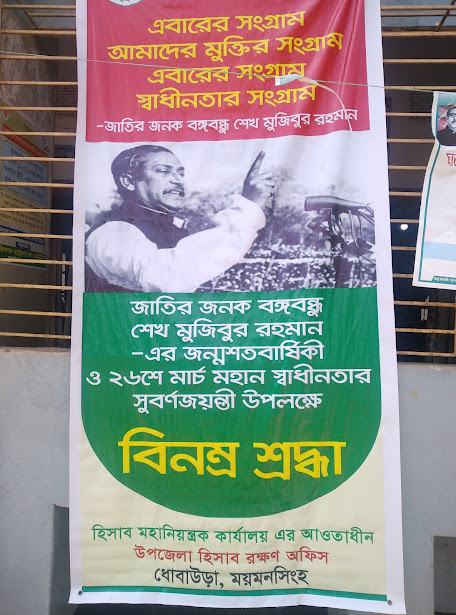 এবারের সংগ্রাম
আমাদের মুক্তির সংগ্রাম
এবারের সংগ্রাম
স্বাধীনতার সংগ্রাম
-জাতির জনক বঙ্গবন্ধু শেখ মুজিবুর রহমান
জাতির জনক বঙ্গবন্ধু
শেখ মুজিবুর রহমান
-এর জন্মশতবার্ষিকী
ও ২৬শে মার্চ মহান স্বাধীনতার
সুবর্ণজয়ন্তী উপলক্ষে
বিনম্র শ্রদ্ধা
হিসাব মহানিয়ন্ত্রক কার্যালয় এর আওতাধীন
উপজেলা হিসাব রক্ষণ অফিস
ধোবাউড়া, ময়মনসিংহ